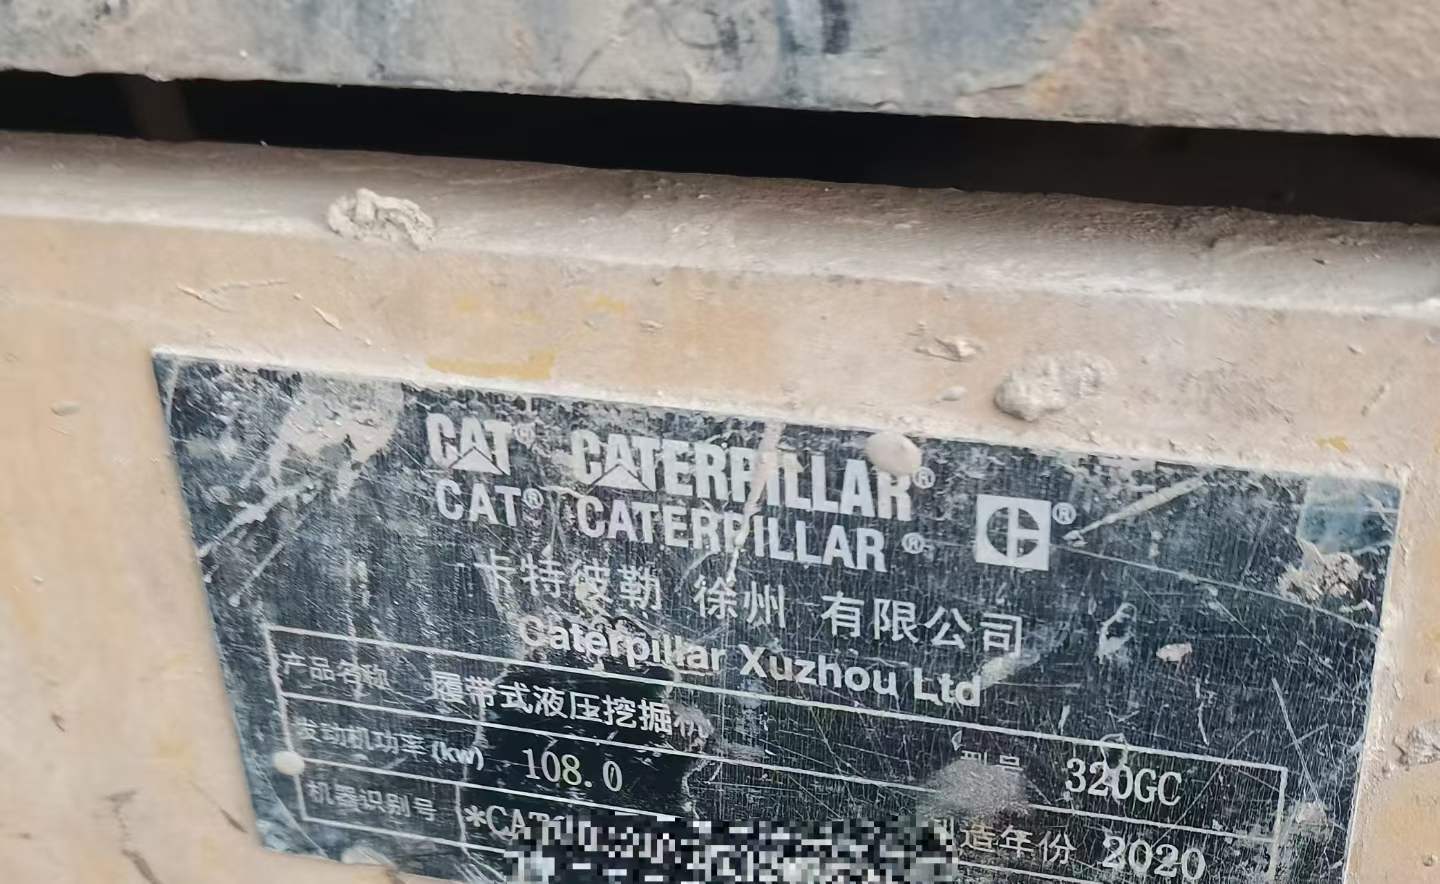 CAT® CATERPILLAR®
CAT® CATERPILLAR®
卡特彼勒 徐州 有限公司
Caterpillar Xuzhou Ltd
产品名称 履带式液压挖掘机
发动机功率(kw) 108.0 型号 320GC
机器识别号 制造年份 2020